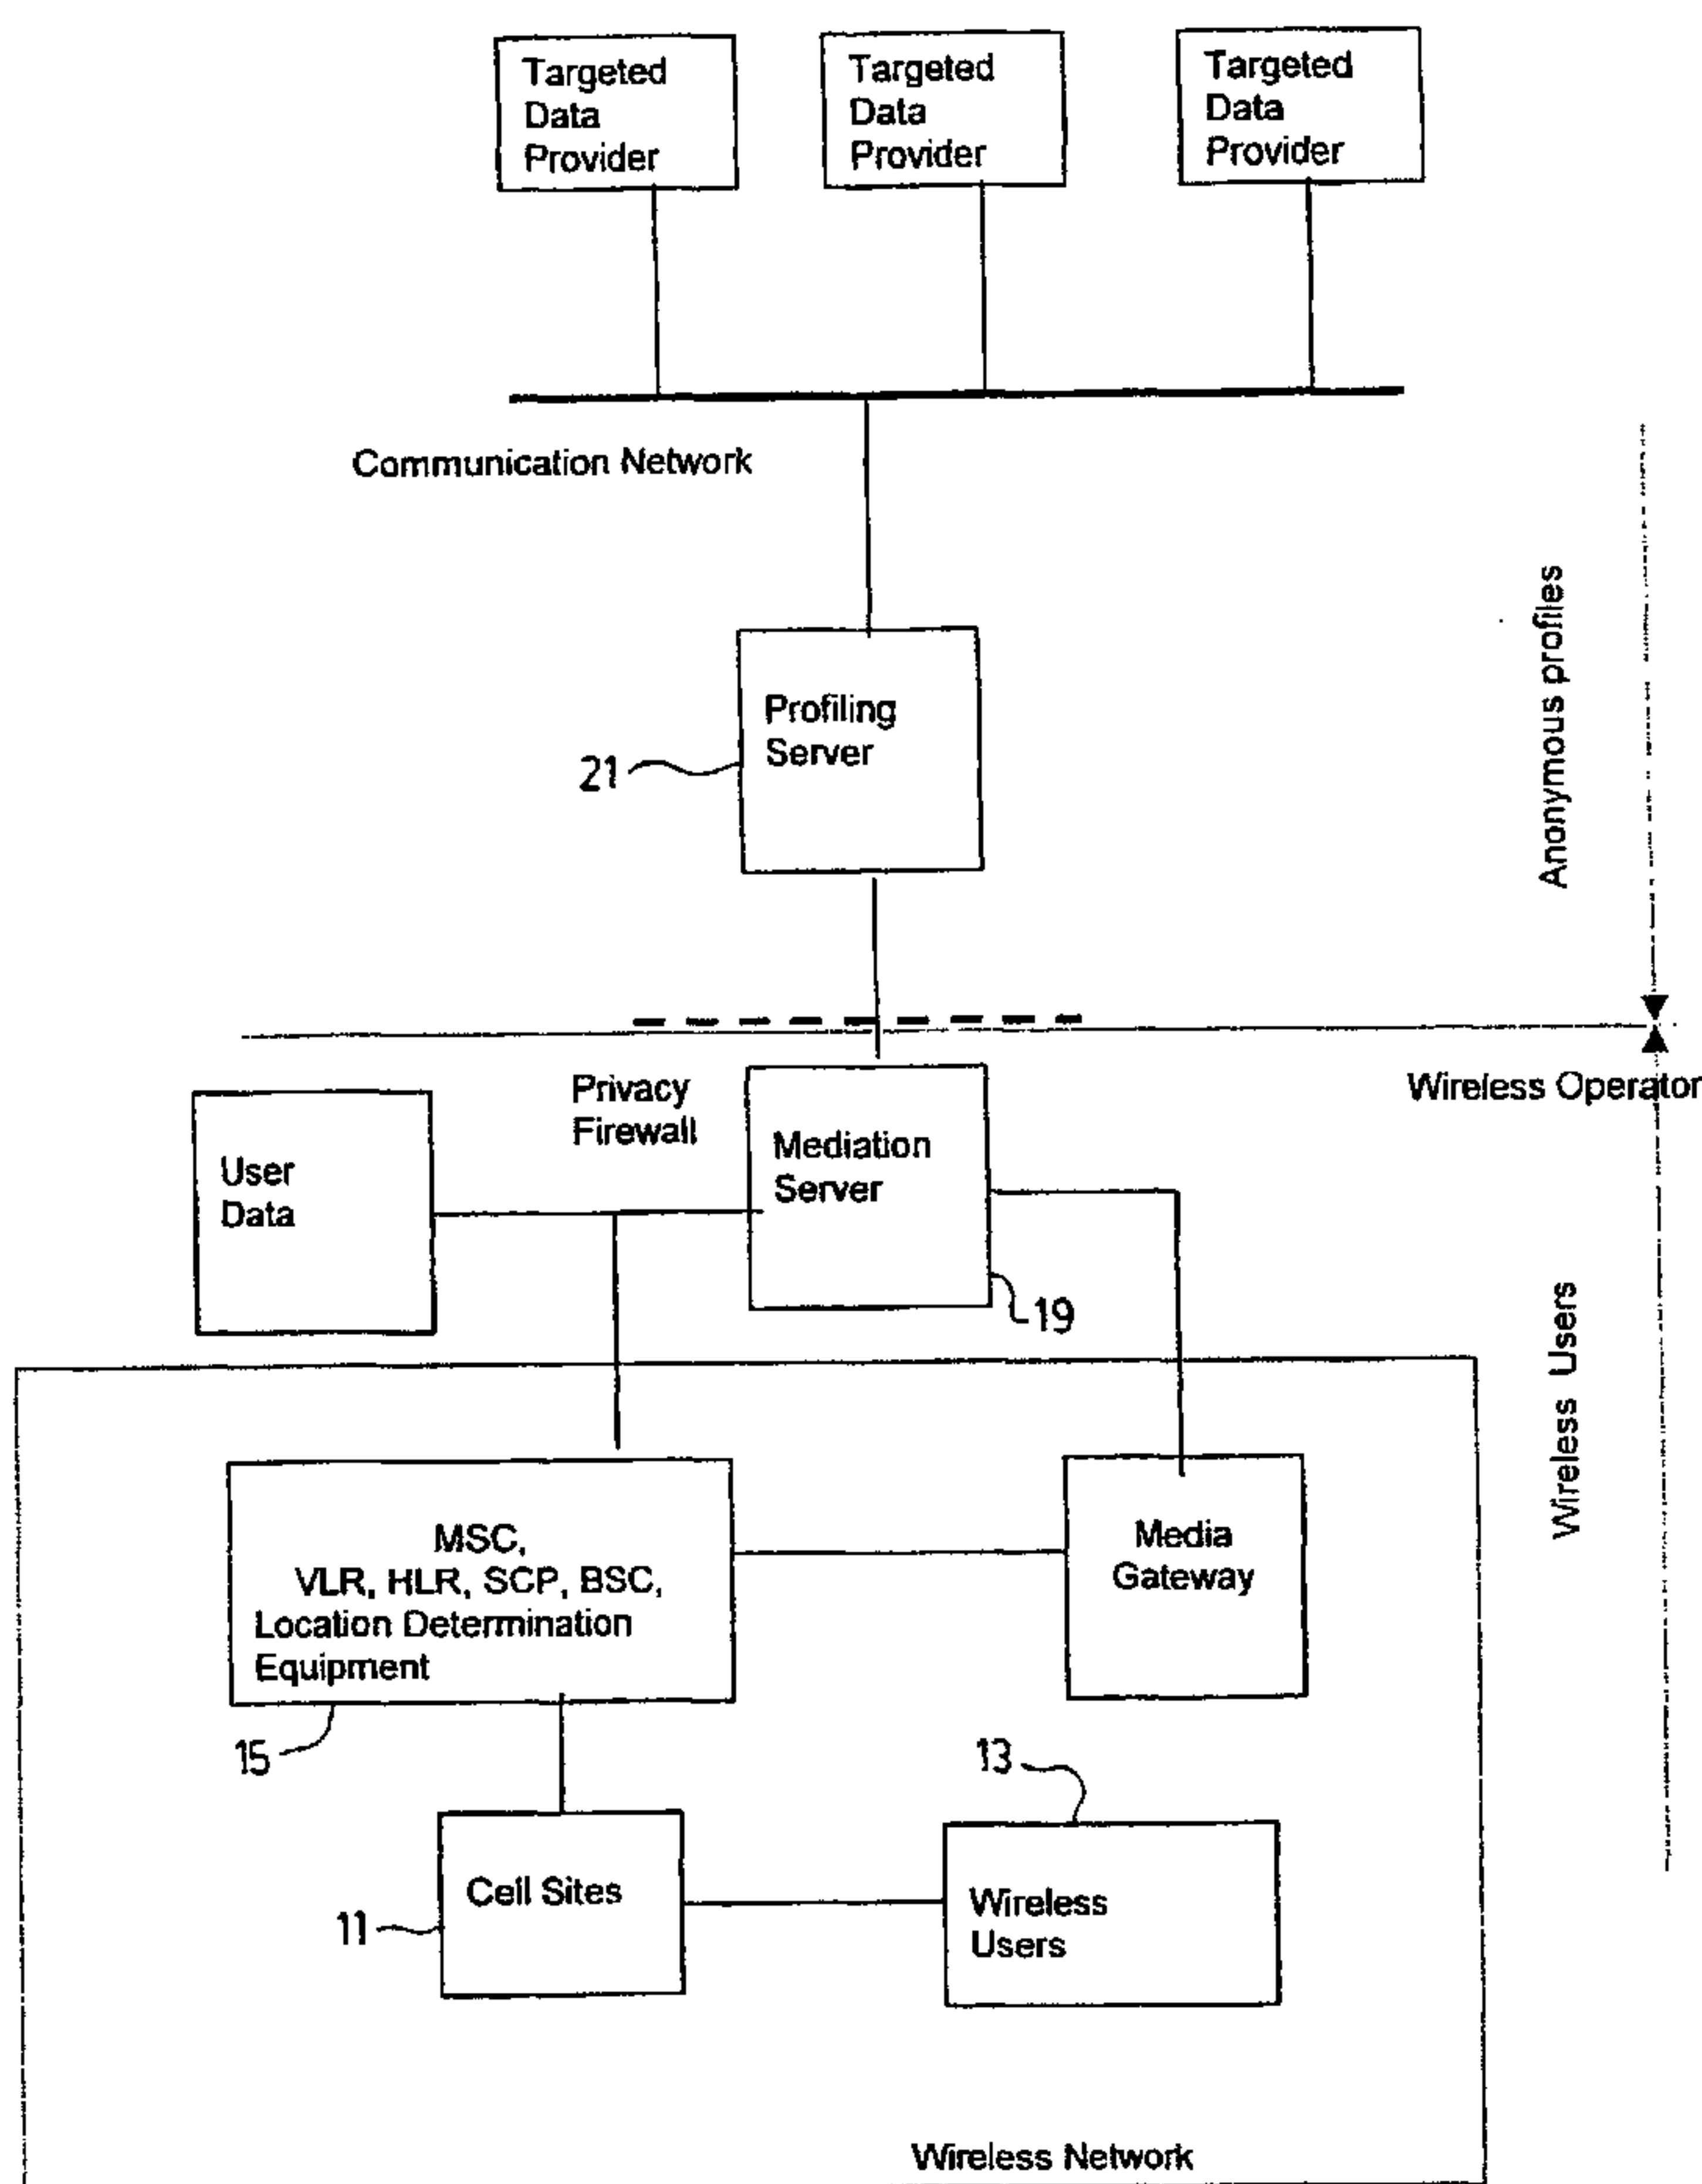 Targeted
Data
Provider
Targeted
Data
Provider
Targeted
Data
Provider
Communication Network
Anonymous profiles
Profiling
Server
21
Privacy
Firewall
Wireless Operator
User
Data
Mediation
Server
19
Wireless Users
MSC,
VLR, HLR, SCP, BSC,
Location Determination
Equipment
Media
Gateway
15
13
Cell Sites
11
Wireless
Users
Wireless Network